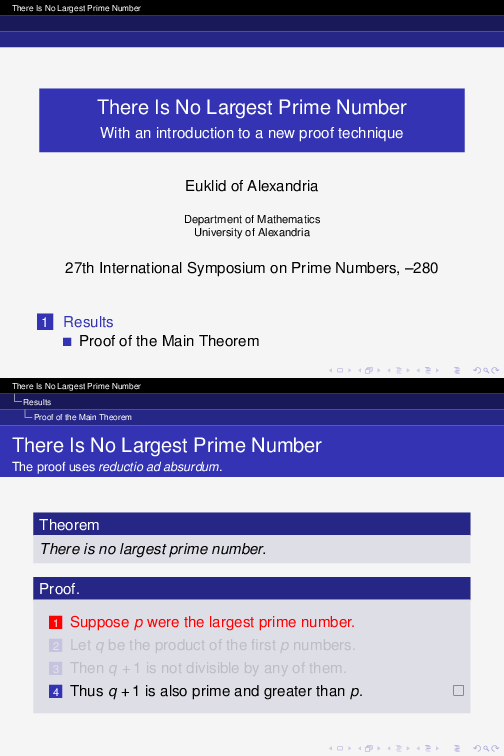 There Is No Largest Prime Number
There Is No Largest Prime Number
With an introduction to a new proof technique
Euklid of Alexandria
Department of Mathematics
University of Alexandria
27th International Symposium on Prime Numbers, –280
1 Results
Proof of the Main Theorem
There Is No Largest Prime Number
Results
Proof of the Main Theorem
There Is No Largest Prime Number
The proof uses reductio ad absurdum.
Theorem
There is no largest prime number.
Proof.
1 Suppose p were the largest prime number.
2 Let q be the product of the first p numbers.
3 Then q + 1 is not divisible by any of them.
4 Thus q + 1 is also prime and greater than p. □